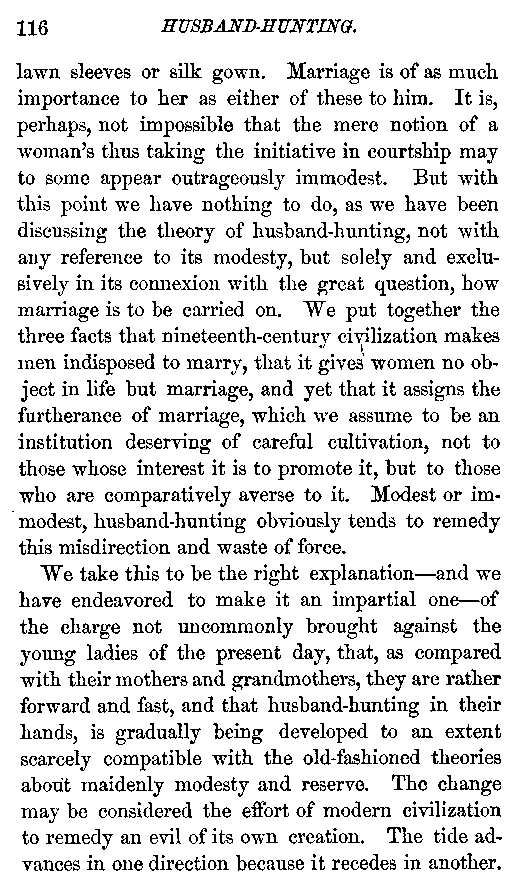 116 HUSBAND-HUNTING.
lawn sleeves or silk gown. Marriage is of as much
importance to her as either of these to him. It is,
perhaps, not impossible that the mere notion of a
woman's thus taking the initiative in courtship may
to some appear outrageously immodest. But with
this point we have nothing to do, as we have been
discussing the theory of husband-hunting, not with
any reference to its modesty, but solely and exclu-
sively in its connexion with the great question, how
marriage is to be carried on. We put together the
three facts that nineteenth-century civilization makes
men indisposed to marry, that it gives women no ob-
ject in life but marriage, and yet that it assigns the
furtherance of marriage, which we assume to be an
institution deserving of careful cultivation, not to
those whose interest it is to promote it, but to those
who are comparatively averse to it. Modest or im-
modest, husband-hunting obviously tends to remedy
this misdirection and waste of force.
We take this to be the right explanation—and we
have endeavored to make it an impartial one—of
the charge not uncommonly brought against the
young ladies of the present day, that, as compared
with their mothers and grandmothers, they are rather
forward and fast, and that husband-hunting in their
hands, is gradually being developed to an extent
scarcely compatible with the old-fashioned theories
about maidenly modesty and reserve. The change
may be considered the effort of modern civilization
to remedy an evil of its own creation. The tide ad-
vances in one direction because it recedes in another.